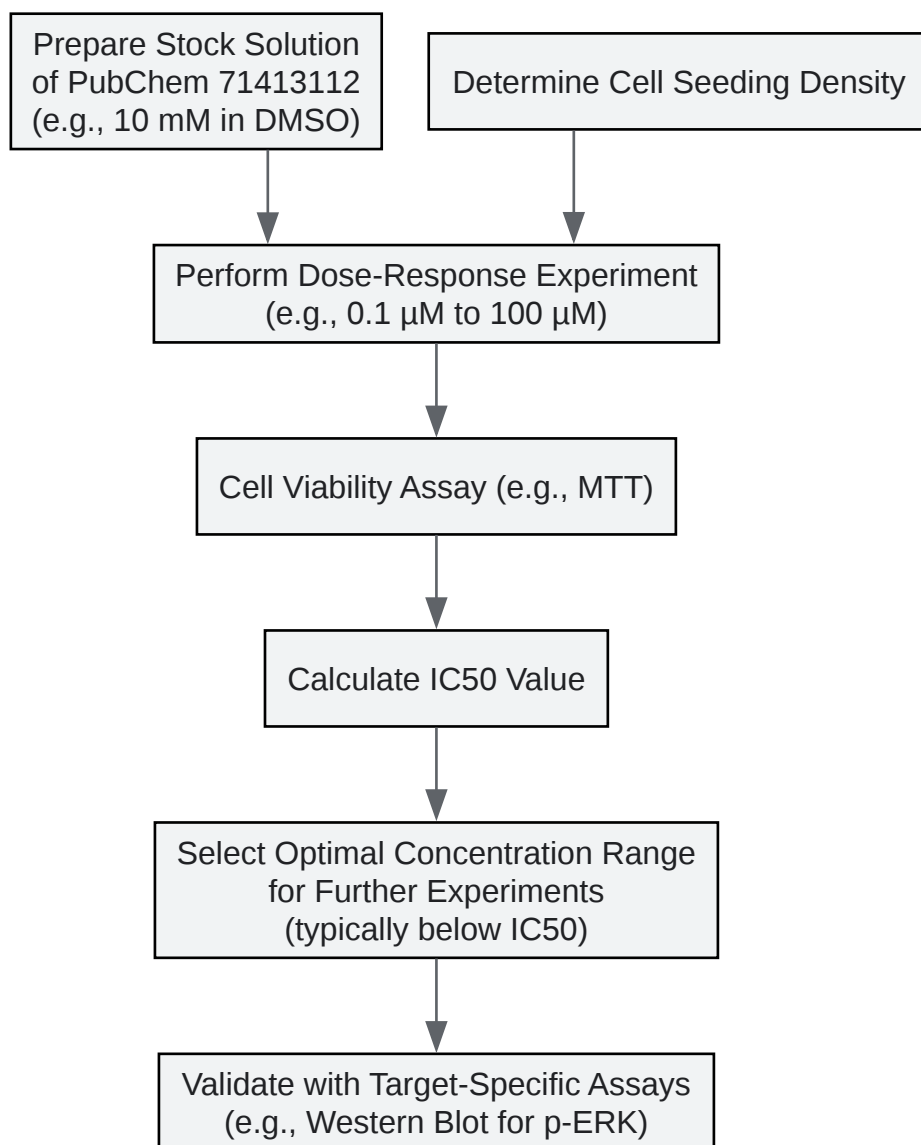 Prepare Stock Solution
of PubChem 71413112
(e.g., 10 mM in DMSO)
Determine Cell Seeding Density
Perform Dose-Response Experiment
(e.g., 0.1 µM to 100 µM)
Cell Viability Assay (e.g., MTT)
Calculate IC50 Value
Select Optimal Concentration Range
for Further Experiments
(typically below IC50)
Validate with Target-Specific Assays
(e.g., Western Blot for p-ERK)